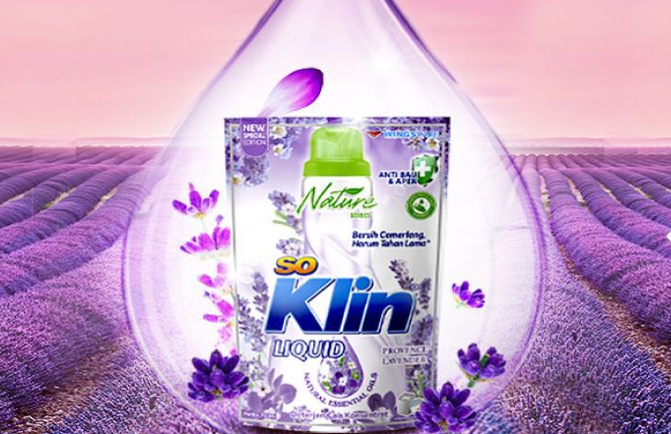 NEW
SPECIAL
EDITION
WINGS
ANTI BAU
& APEK
Nature
select
Bersih Cemerlang,
Harum Tahan Lama
SO
Klin
LIQUID
PROVENCE
LAVENDER
NATURAL ESSENTIAL OILS
Deterjen Cair Konsentrat